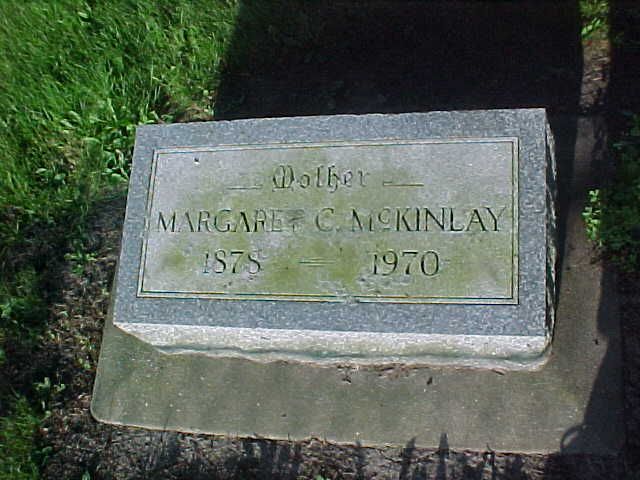 Mother
MARGARET C. McKINLAY
1878 — 1970